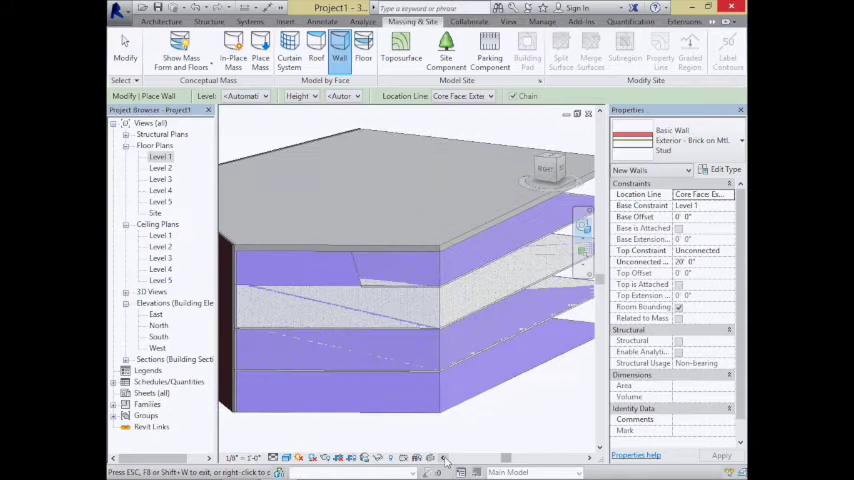 Project1 - 3...
Type a keyword or phrase
Sign In
Architecture Structure Systems Insert Annotate Analyze Massing & Site Collaborate View Manage Add-Ins Quantification Extensions
Modify
Show Mass Form and Floors
In-Place Mass
Place Mass
Curtain System
Roof
Wall
Floor
Toposurface
Site Component
Parking Component
Building Pad
Split Surface
Merge Surfaces
Subregion
Property Line
Graded Region
Label Contours
Select
Conceptual Mass
Model by Face
Model Site
Modify Site
Modify | Place Wall Level: <Automati Height <Autor Location Line: Core Face: Exter Chain
Project Browser - Project1
Views (all)
Structural Plans
Floor Plans
Level 1
Level 2
Level 3
Level 4
Level 5
Site
Ceiling Plans
Level 1
Level 2
Level 3
Level 4
Level 5
3D Views
Elevations (Building Ele
East
North
South
West
Sections (Building Secti
Legends
Schedules/Quantities
Sheets (all)
Families
Groups
Revit Links
RIGHT
Properties
Basic Wall
Exterior - Brick on Mtl. Stud
New Walls
Edit Type
Constraints
Location Line Core Face: Ex...
Base Constraint Level 1
Base Offset 0' 0"
Base is Attached
Base Extension... 0' 0"
Top Constraint Unconnected
Unconnected ... 20' 0"
Top Offset 0' 0"
Top is Attached
Top Extension ... 0' 0"
Room Bounding
Related to Mass
Structural
Structural
Enable Analyti...
Structural Usage Non-bearing
Dimensions
Area
Volume
Identity Data
Comments
Mark
Properties help
Apply
1/8" = 1'-0"
Press ESC, F8 or Shift+W to exit, or right-click to c
:0
Main Model